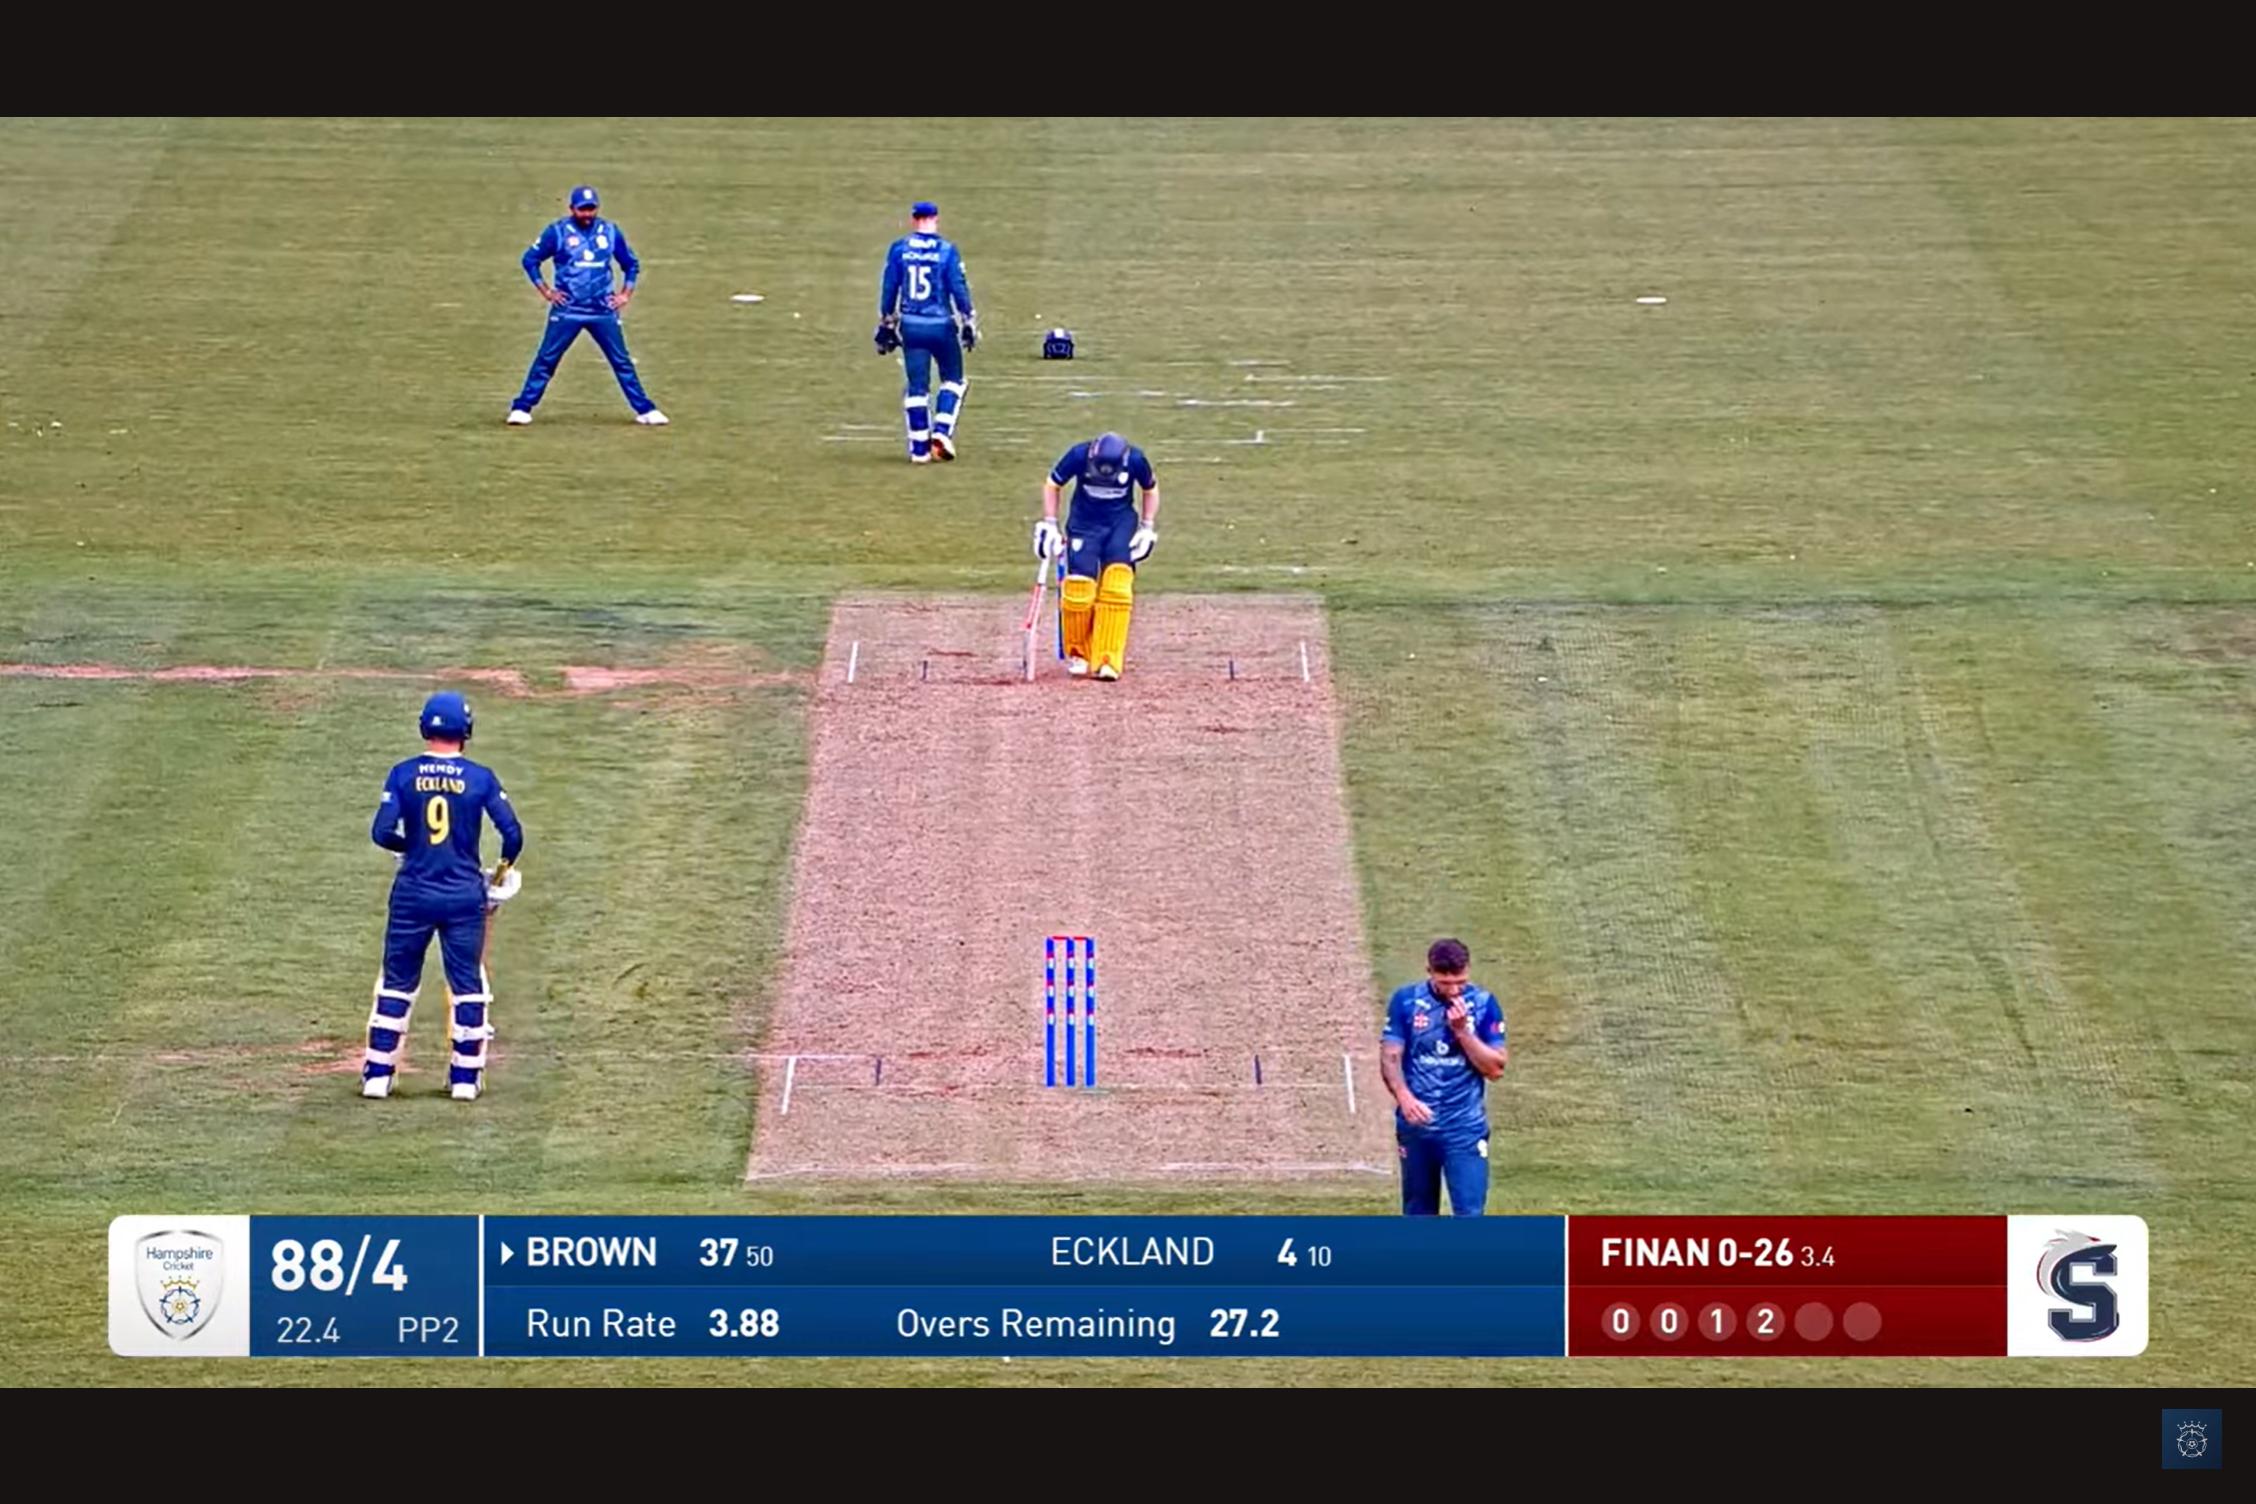 15
HENDY
ECKLAND
9
Hampshire
Cricket
88/4
22.4 PP2
BROWN 37 50 ECKLAND 4 10
Run Rate 3.88 Overs Remaining 27.2
FINAN 0-26 3.4
0 0 1 2
S